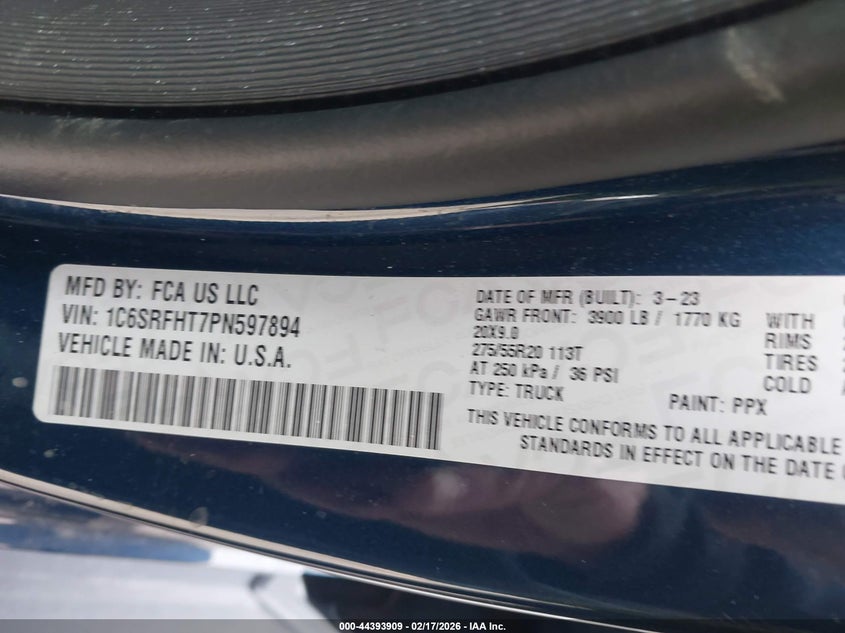 MFD BY: FCA US LLC
VIN: 1C6SRFHT7PN597894
VEHICLE MADE IN: U.S.A.
DATE OF MFR (BUILT): 3-23
GAWR FRONT: 3900 LB / 1770 KG WITH
20X9.0 RIMS
275/55R20 113T TIRES
AT 250 kPa / 36 PSI COLD
TYPE: TRUCK PAINT: PPX
THIS VEHICLE CONFORMS TO ALL APPLICABLE
STANDARDS IN EFFECT ON THE DATE
000-44393909 - 02/17/2026 - IAA Inc.